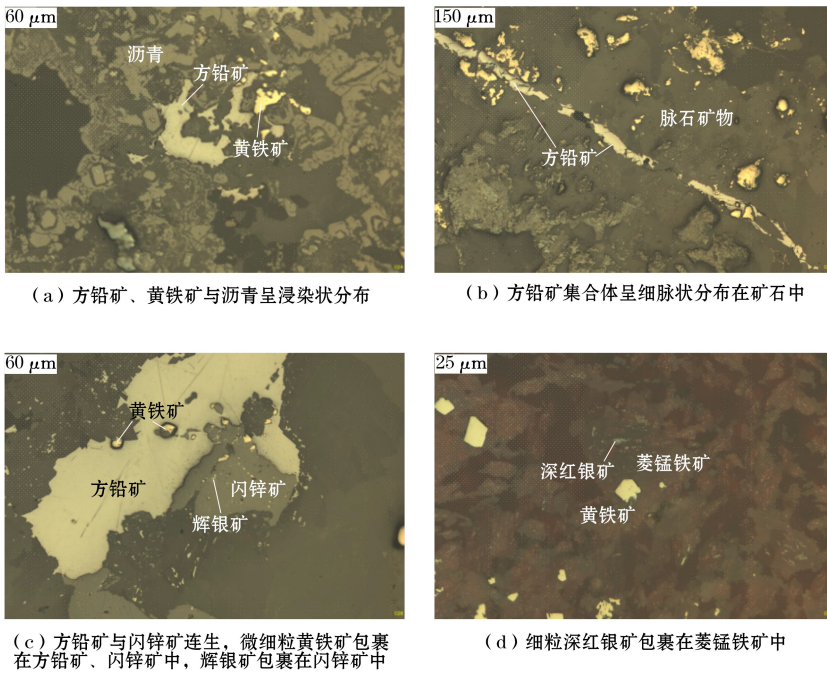 60 μm
沥青
方铅矿
黄铁矿
(a) 方铅矿、黄铁矿与沥青呈浸染状分布
150 μm
脉石矿物
方铅矿
(b) 方铅矿集合体呈细脉状分布在矿石中
60 μm
黄铁矿
方铅矿
闪锌矿
辉银矿
(c) 方铅矿与闪锌矿连生，微细粒黄铁矿包裹
在方铅矿、闪锌矿中，辉银矿包裹在闪锌矿中
25 μm
深红银矿
菱锰铁矿
黄铁矿
(d) 细粒深红银矿包裹在菱锰铁矿中